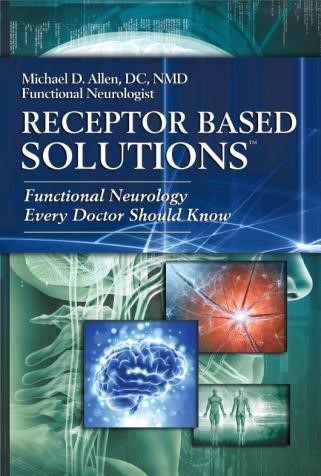 Michael D. Allen, DC, NMD
Functional Neurologist
RECEPTOR BASED
SOLUTIONS™
Functional Neurology
Every Doctor Should Know